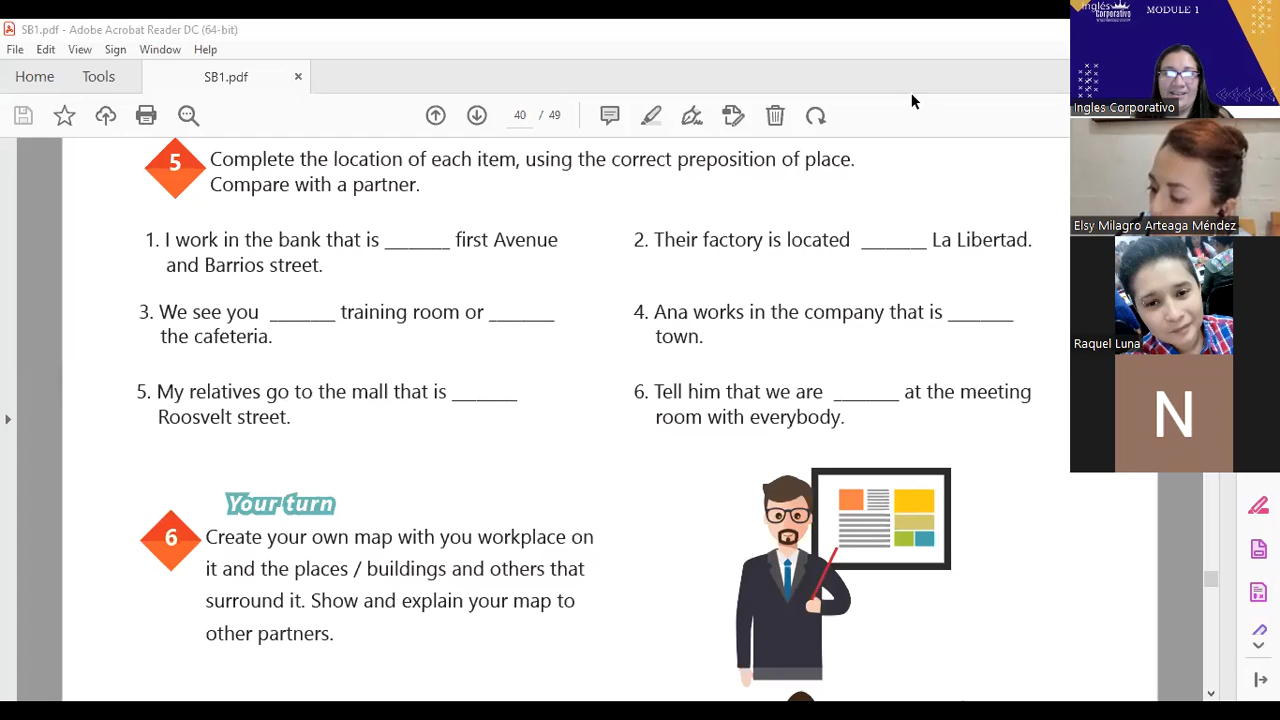 SB1.pdf - Adobe Acrobat Reader DC (64-bit)
File Edit View Sign Window Help
Home Tools SB1.pdf ×
40 / 49
5 Complete the location of each item, using the correct preposition of place.
Compare with a partner.
1. I work in the bank that is _______ first Avenue
and Barrios street.
2. Their factory is located _______ La Libertad.
3. We see you _______ training room or _______
the cafeteria.
4. Ana works in the company that is _______
town.
5. My relatives go to the mall that is _______
Roosvelt street.
6. Tell him that we are _______ at the meeting
room with everybody.
Your turn
6 Create your own map with you workplace on
it and the places / buildings and others that
surround it. Show and explain your map to
other partners.
Inglés
corporativo
MODULE 1
Ingles Corporativo
Elsy Milagro Arteaga Méndez
Raquel Luna
N